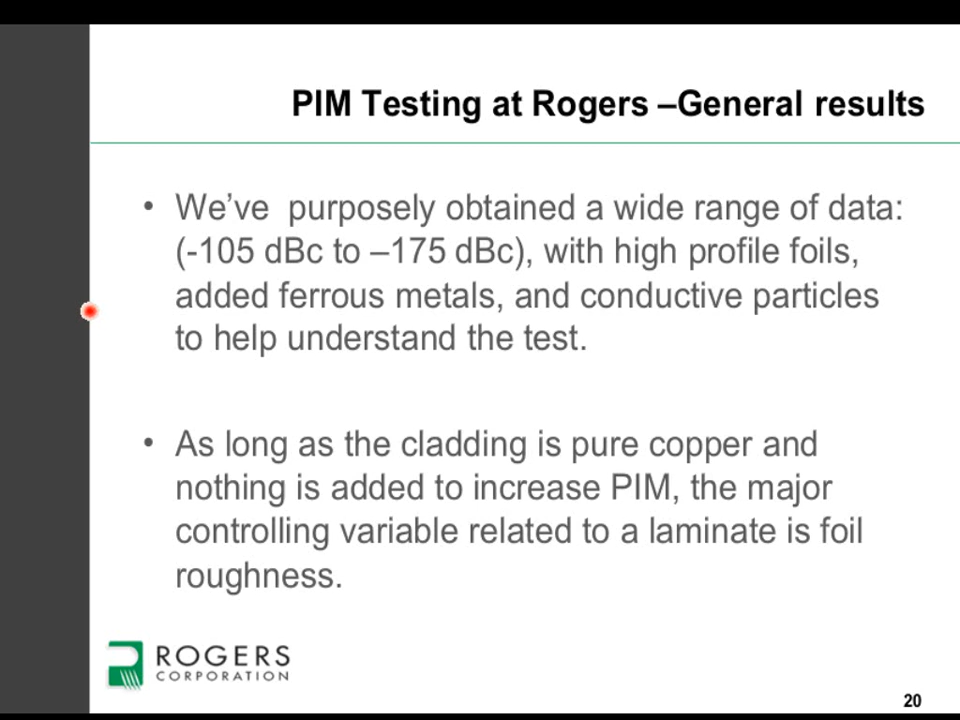 PIM Testing at Rogers –General results
• We've  purposely obtained a wide range of data:
(-105 dBc to –175 dBc), with high profile foils,
added ferrous metals, and conductive particles
to help understand the test.
• As long as the cladding is pure copper and
nothing is added to increase PIM, the major
controlling variable related to a laminate is foil
roughness.
ROGERS
CORPORATION
20